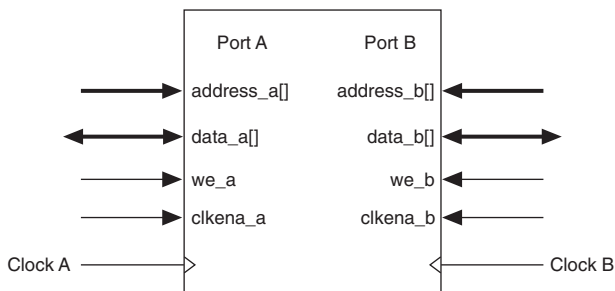 Port A Port B
address_a[] address_b[]
data_a[] data_b[]
we_a we_b
clkena_a clkena_b
Clock A Clock B